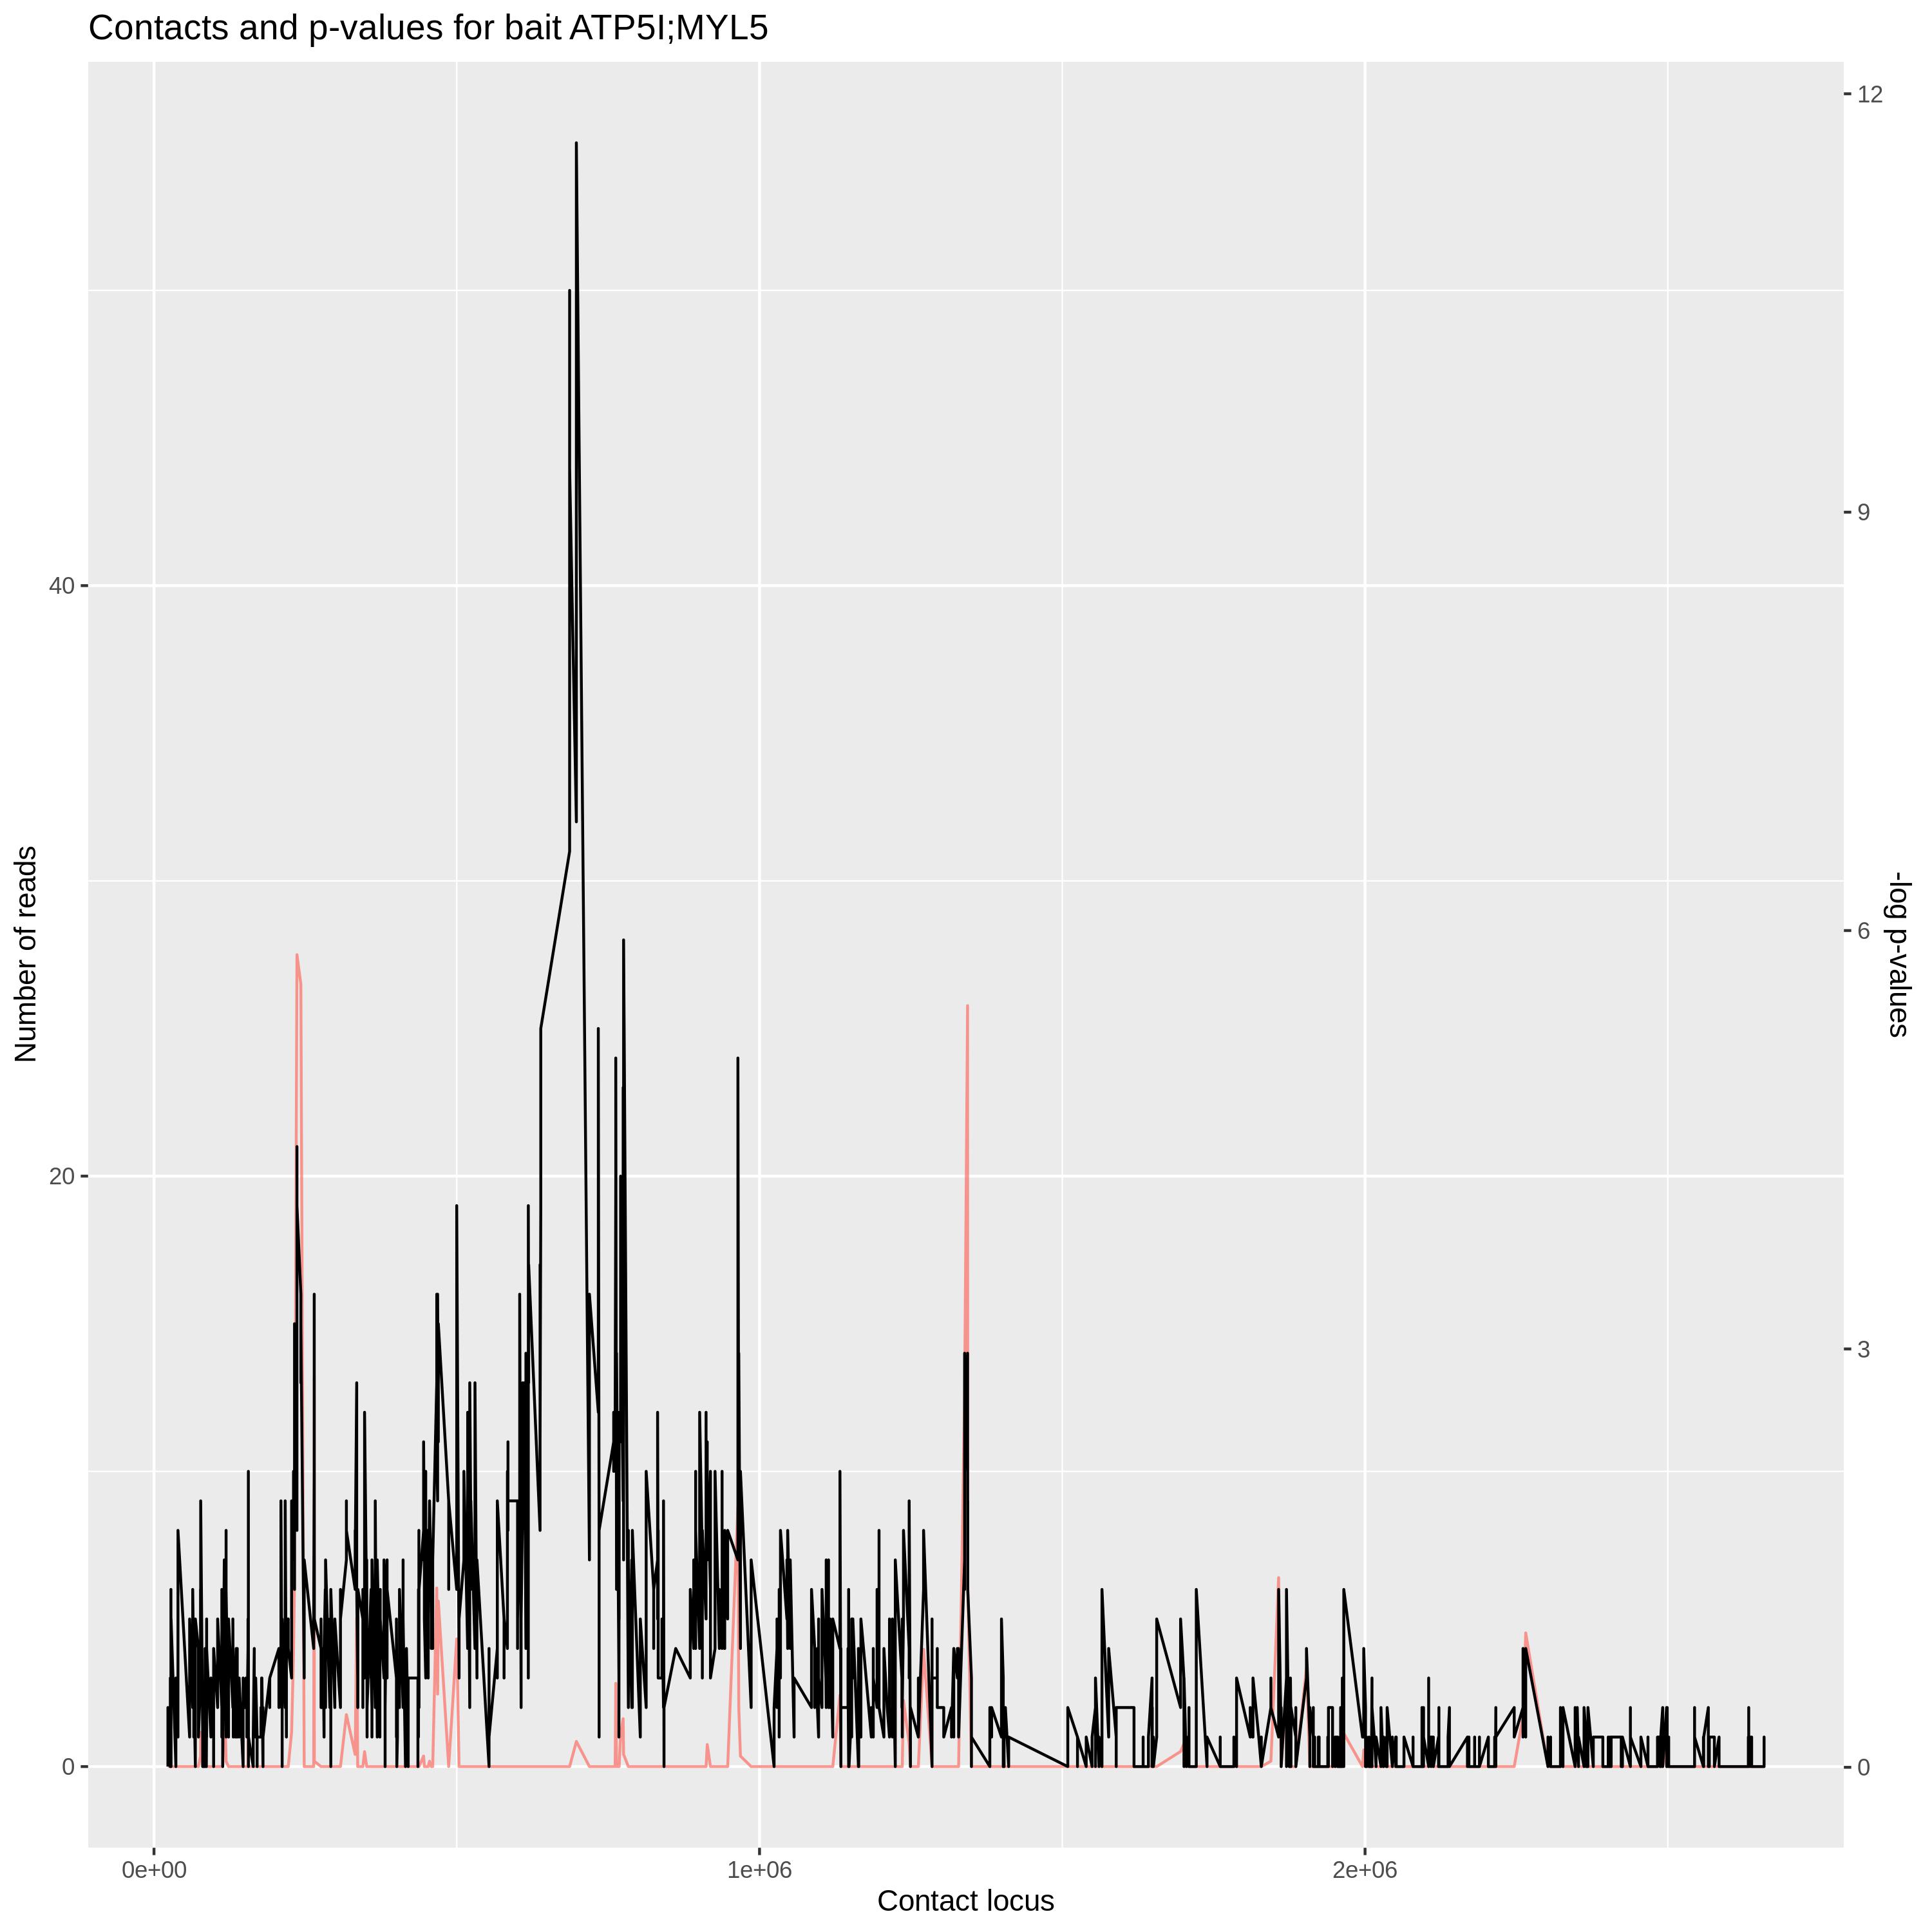 Contacts and p-values for bait ATP5I;MYL5
12
9
6
3
0
40
20
0
Number of reads
-log p-values
0e+00
1e+06
2e+06
Contact locus